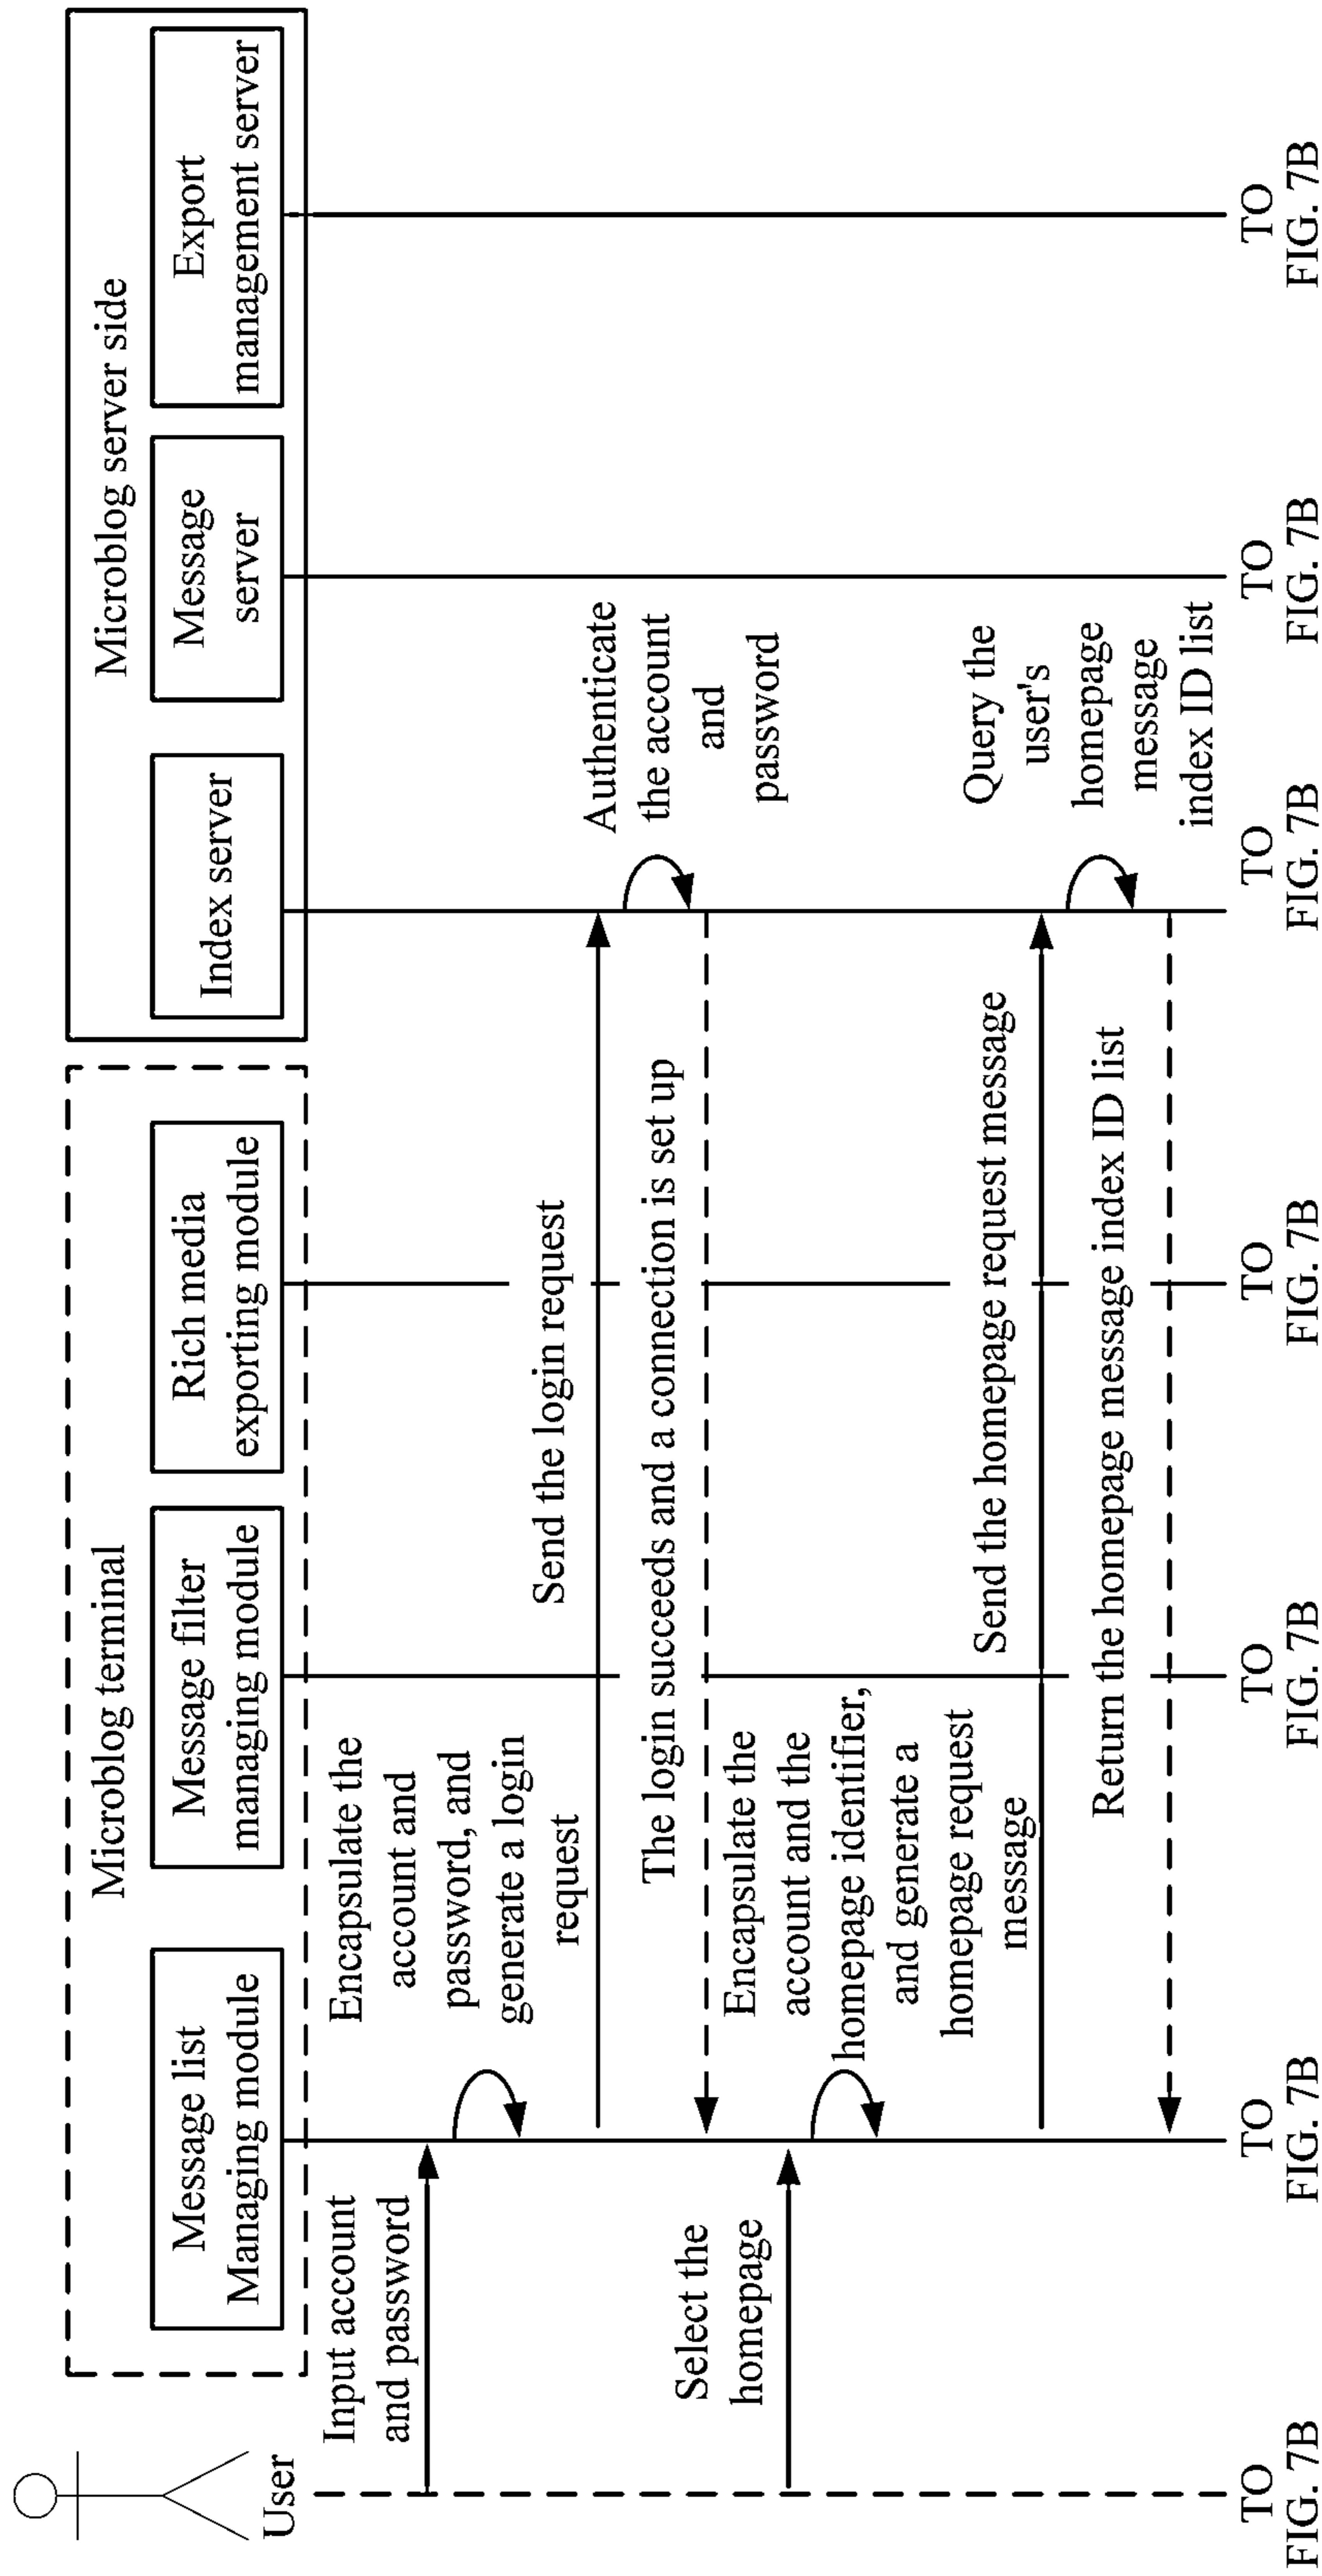 User
Microblog terminal
Message list
Managing module
Message filter
managing module
Rich media
exporting module
Microblog server side
Index server
Message
server
Export
management server
Input account
and password
Encapsulate the
account and
password, and
generate a login
request
Send the login request
Authenticate
the account
and
password
The login succeeds and a connection is set up
Select the
homepage
Encapsulate the
account and the
homepage identifier,
and generate a
homepage request
message
Send the homepage request message
Query the
user's
homepage
message
index ID list
Return the homepage message index ID list
TO
FIG. 7B
TO
FIG. 7B
TO
FIG. 7B
TO
FIG. 7B
TO
FIG. 7B
TO
FIG. 7B
TO
FIG. 7B